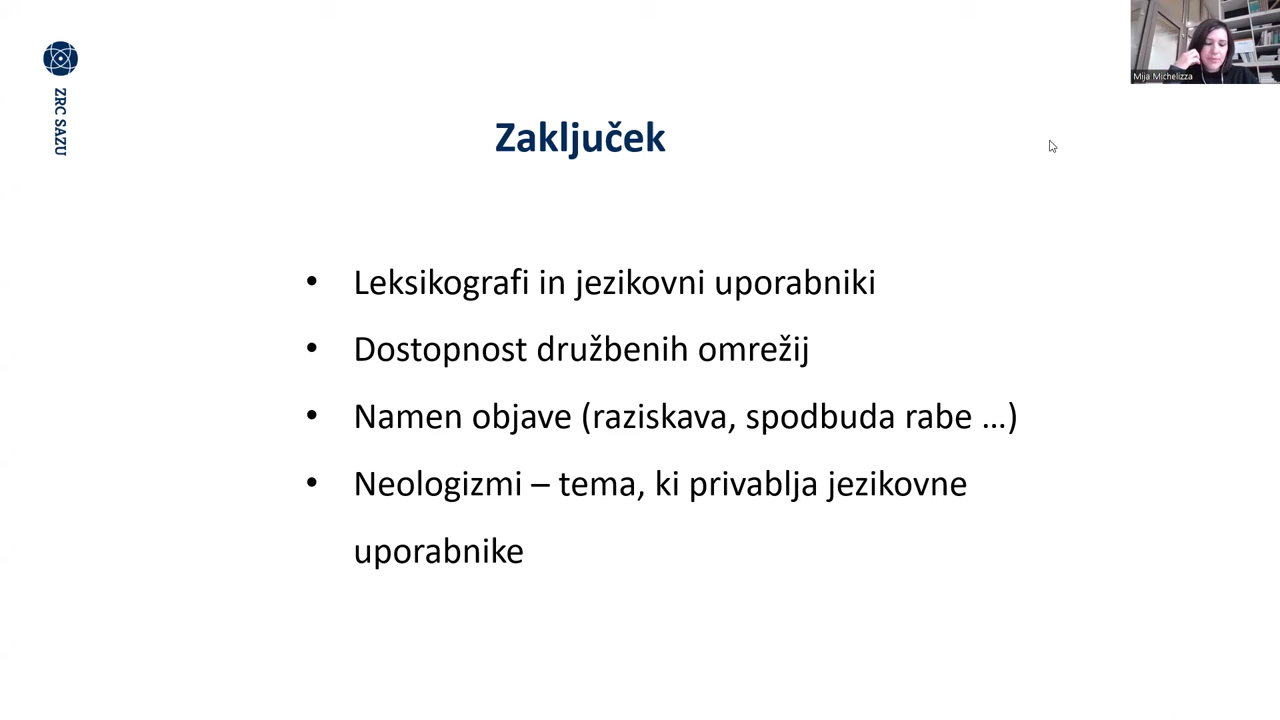 ZRC SAZU
Mija Michelizza
Zaključek
• Leksikografi in jezikovni uporabniki
• Dostopnost družbenih omrežij
• Namen objave (raziskava, spodbuda rabe …)
• Neologizmi – tema, ki privablja jezikovne
uporabnike